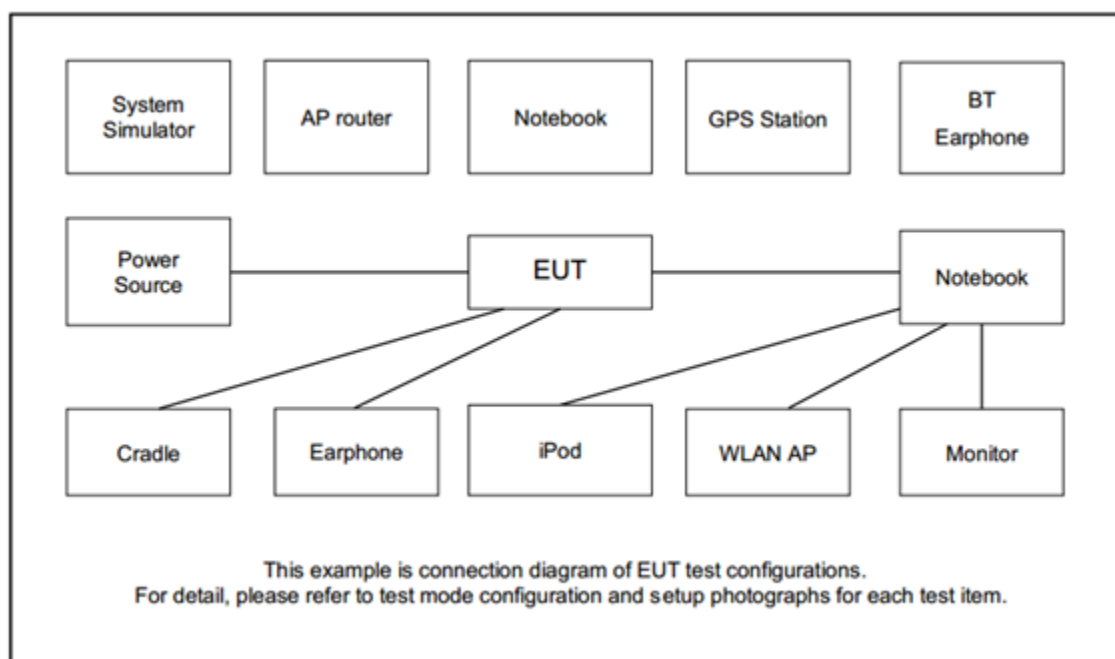 System
Simulator
AP router
Notebook
GPS Station
BT
Earphone
Power
Source
EUT
Notebook
Cradle
Earphone
iPod
WLAN AP
Monitor
This example is connection diagram of EUT test configurations.
For detail, please refer to test mode configuration and setup photographs for each test item.